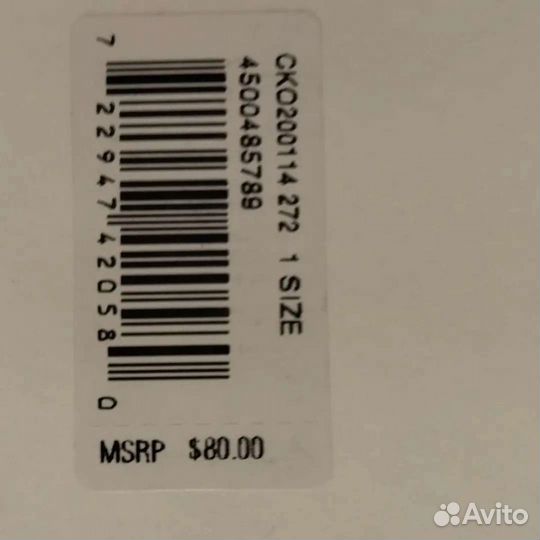 CKO200114 272 1 SIZE
4500485789
7 22947 42058 0
MSRP $80.00
Avito